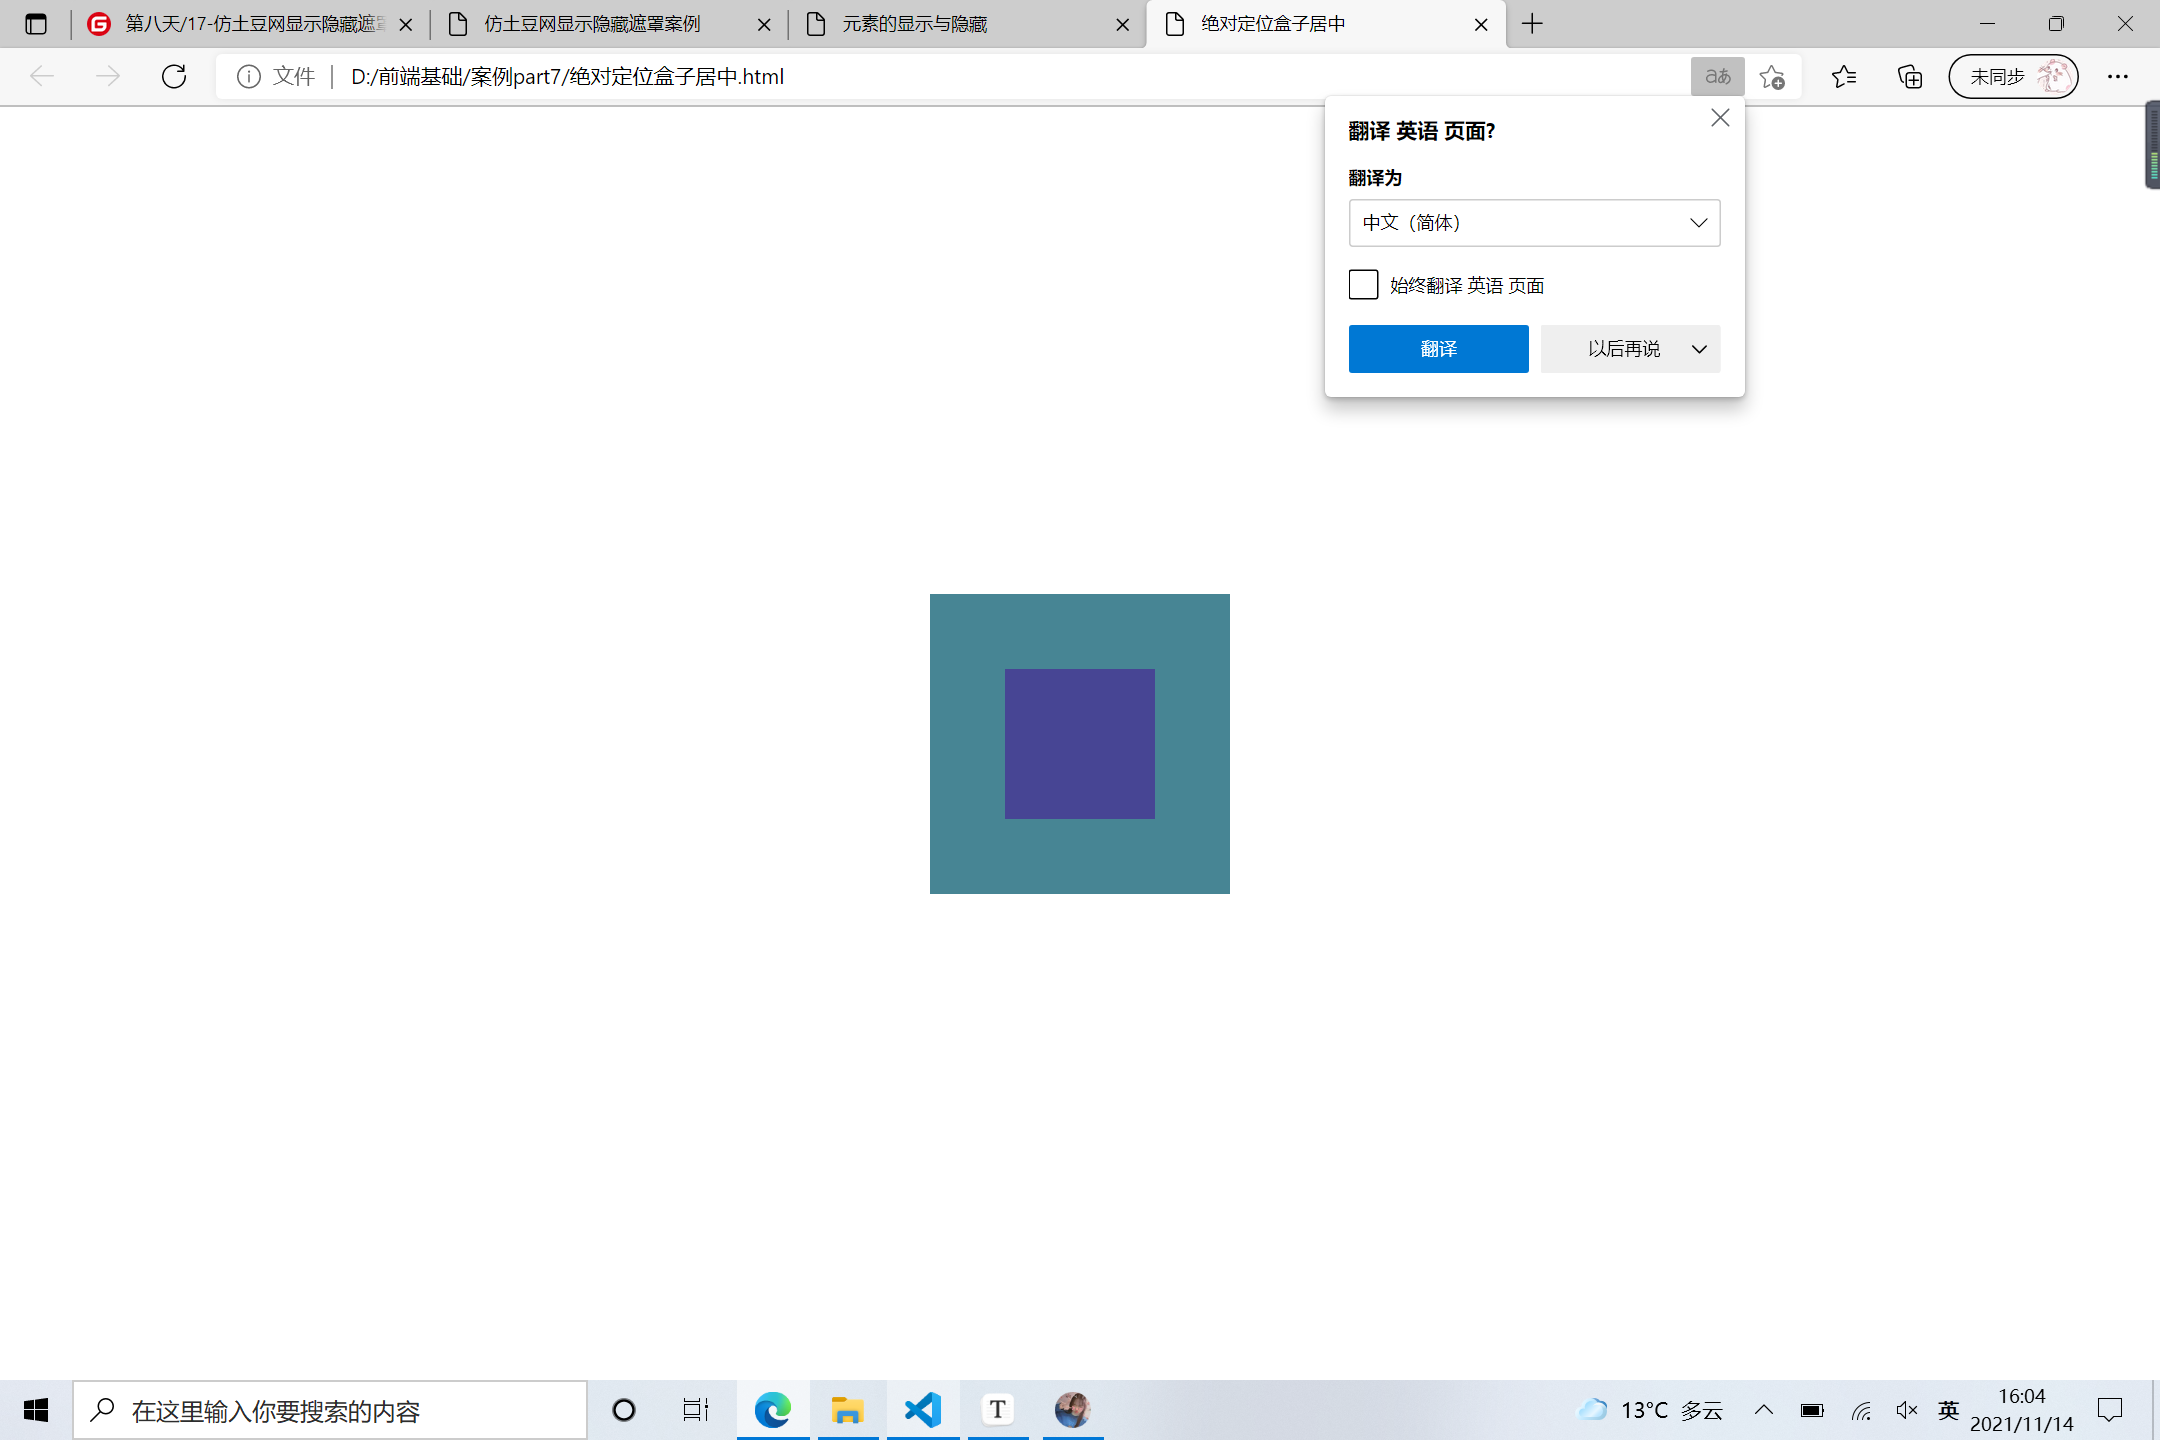 第八天/17-仿土豆网显示隐藏遮
仿土豆网显示隐藏遮罩案例
元素的显示与隐藏
绝对定位盒子居中
文件
D:/前端基础/案例part7/绝对定位盒子居中.html
aあ
未同步
翻译 英语 页面?
翻译为
中文（简体）
始终翻译 英语 页面
翻译
以后再说
在这里输入你要搜索的内容
T
13°C 多云
英
16:04
2021/11/14